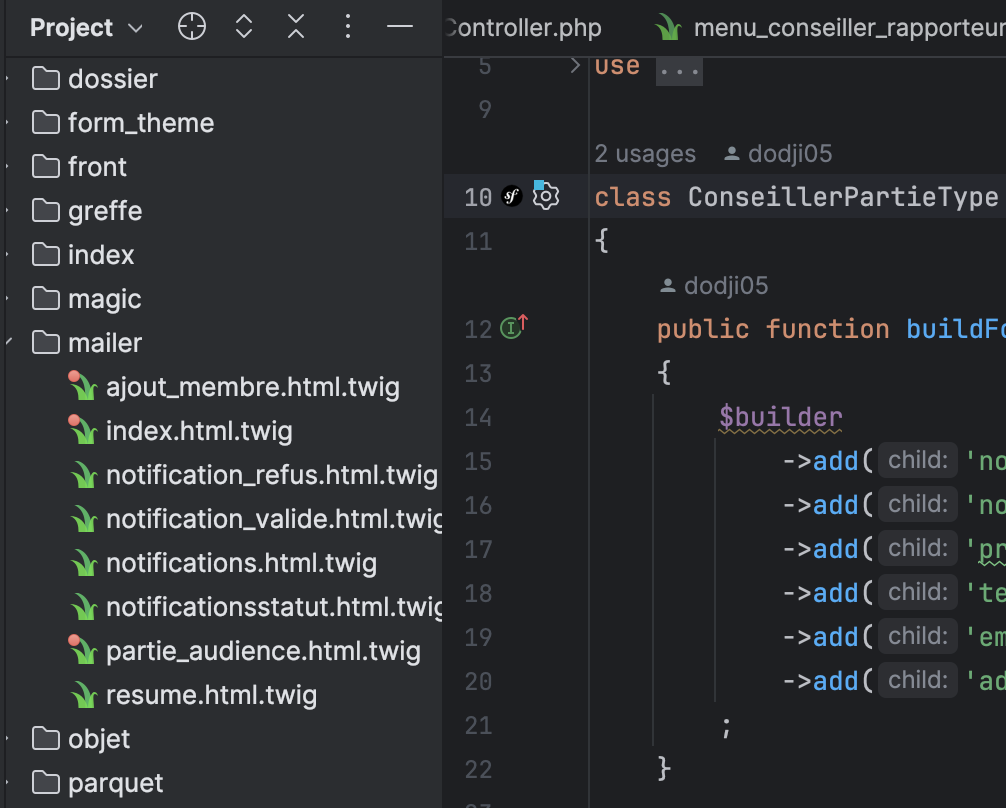 Project
dossier
form_theme
front
greffe
index
magic
mailer
ajout_membre.html.twig
index.html.twig
notification_refus.html.twig
notification_valide.html.twig
notifications.html.twig
notificationsstatut.html.twig
partie_audience.html.twig
resume.html.twig
objet
parquet
Controller.php menu_conseiller_rapporteur
5 use ...
9
2 usages dodji05
10 class ConseillerPartieType
11 {
dodji05
12 public function buildFo
13 {
14 $builder
15 ->add( child: 'no
16 ->add( child: 'no
17 ->add( child: 'pr
18 ->add( child: 'te
19 ->add( child: 'em
20 ->add( child: 'ad
21 ;
22 }